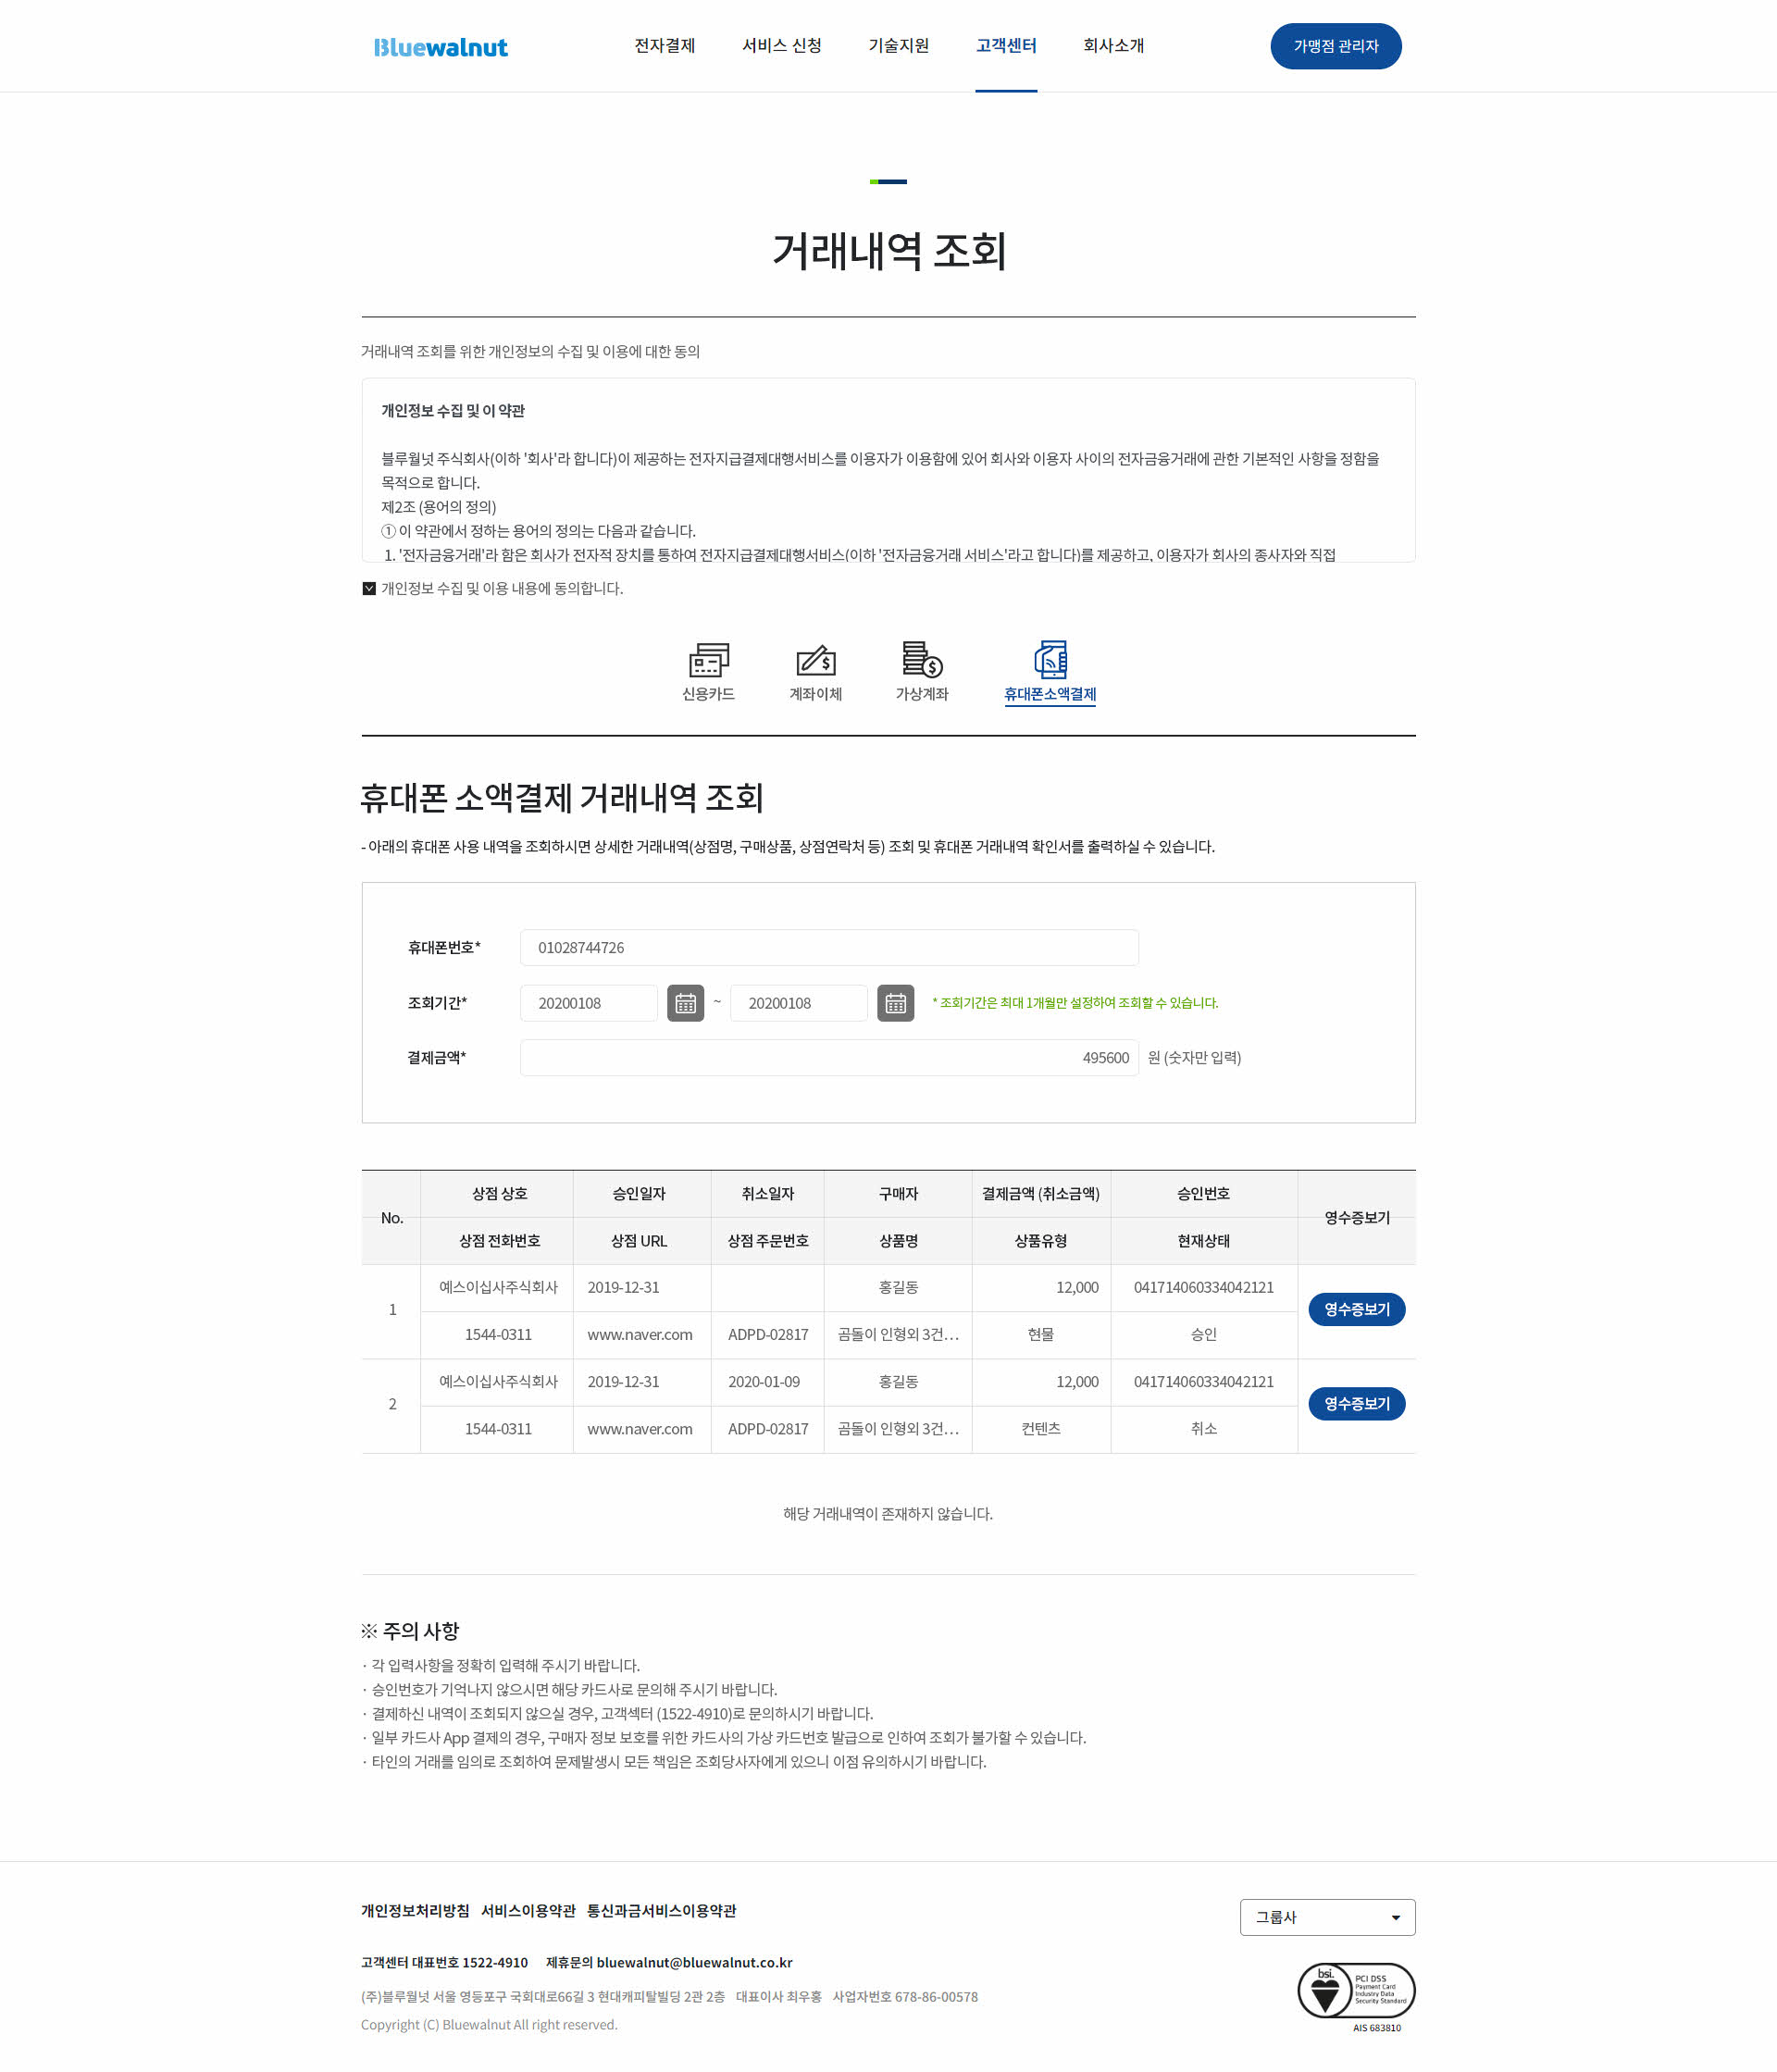 Bluewalnut
전자결제 서비스 신청 기술지원 고객센터 회사소개
가맹점 관리자
거래내역 조회
거래내역 조회를 위한 개인정보의 수집 및 이용에 대한 동의
개인정보 수집 및 이 약관
블루월넛 주식회사(이하 '회사'라 합니다)이 제공하는 전자지급결제대행서비스를 이용자가 이용함에 있어 회사와 이용자 사이의 전자금융거래에 관한 기본적인 사항을 정함을
목적으로 합니다.
제2조 (용어의 정의)
① 이 약관에서 정하는 용어의 정의는 다음과 같습니다.
1. '전자금융거래'라 함은 회사가 전자적 장치를 통하여 전자지급결제대행서비스(이하 '전자금융거래 서비스'라고 합니다)를 제공하고, 이용자가 회사의 종사자와 직접
개인정보 수집 및 이용 내용에 동의합니다.
신용카드 계좌이체 가상계좌 휴대폰소액결제
휴대폰 소액결제 거래내역 조회
- 아래의 휴대폰 사용 내역을 조회하시면 상세한 거래내역(상점명, 구매상품, 상점연락처 등) 조회 및 휴대폰 거래내역 확인서를 출력하실 수 있습니다.
휴대폰번호* 01028744726
조회기간* 20200108 ~ 20200108 * 조회기간은 최대 1개월만 설정하여 조회할 수 있습니다.
결제금액* 495600 원 (숫자만 입력)
No. 상점 상호 승인일자 취소일자 구매자 결제금액 (취소금액) 승인번호 영수증보기
상점 전화번호 상점 URL 상점 주문번호 상품명 상품유형 현재상태
1 예스이십사주식회사 2019-12-31 홍길동 12,000 041714060334042121 영수증보기
1544-0311 www.naver.com ADPD-02817 곰돌이 인형외 3건... 현물 승인
2 예스이십사주식회사 2019-12-31 2020-01-09 홍길동 12,000 041714060334042121 영수증보기
1544-0311 www.naver.com ADPD-02817 곰돌이 인형외 3건... 컨텐츠 취소
해당 거래내역이 존재하지 않습니다.
※ 주의 사항
· 각 입력사항을 정확히 입력해 주시기 바랍니다.
· 승인번호가 기억나지 않으시면 해당 카드사로 문의해 주시기 바랍니다.
· 결제하신 내역이 조회되지 않으실 경우, 고객섹터 (1522-4910)로 문의하시기 바랍니다.
· 일부 카드사 App 결제의 경우, 구매자 정보 보호를 위한 카드사의 가상 카드번호 발급으로 인하여 조회가 불가할 수 있습니다.
· 타인의 거래를 임의로 조회하여 문제발생시 모든 책임은 조회당사자에게 있으니 이점 유의하시기 바랍니다.
개인정보처리방침 서비스이용약관 통신과금서비스이용약관
그룹사
고객센터 대표번호 1522-4910 제휴문의 bluewalnut@bluewalnut.co.kr
(주)블루월넛 서울 영등포구 국회대로66길 3 현대캐피탈빌딩 2관 2층 대표이사 최우홍 사업자번호 678-86-00578
Copyright (C) Bluewalnut All right reserved.
bsi.
PCI DSS
Payment Card
Industry Data
Security Standard
AIS 683810